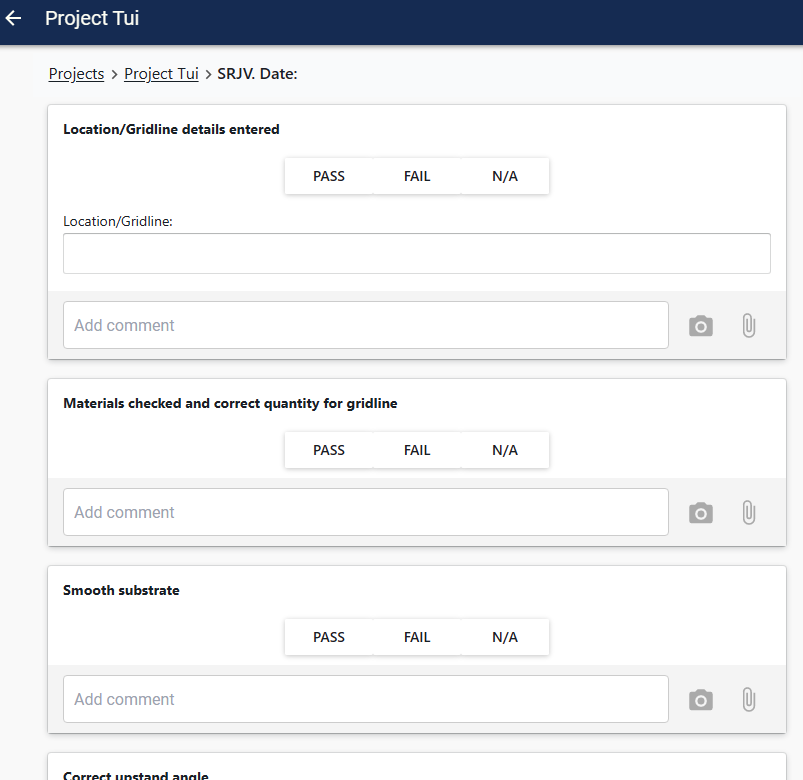 Project Tui
Projects > Project Tui > SRJV. Date:
Location/Gridline details entered
PASS FAIL N/A
Location/Gridline:
Add comment
Materials checked and correct quantity for gridline
PASS FAIL N/A
Add comment
Smooth substrate
PASS FAIL N/A
Add comment
Correct upstand angle